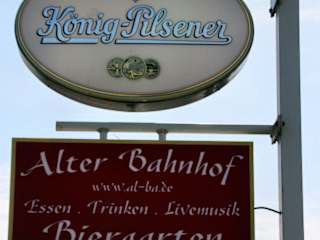 König-Pilsener
Alter Bahnhof
www.al-ba.de
Essen . Trinken . Livemusik
Biergarten